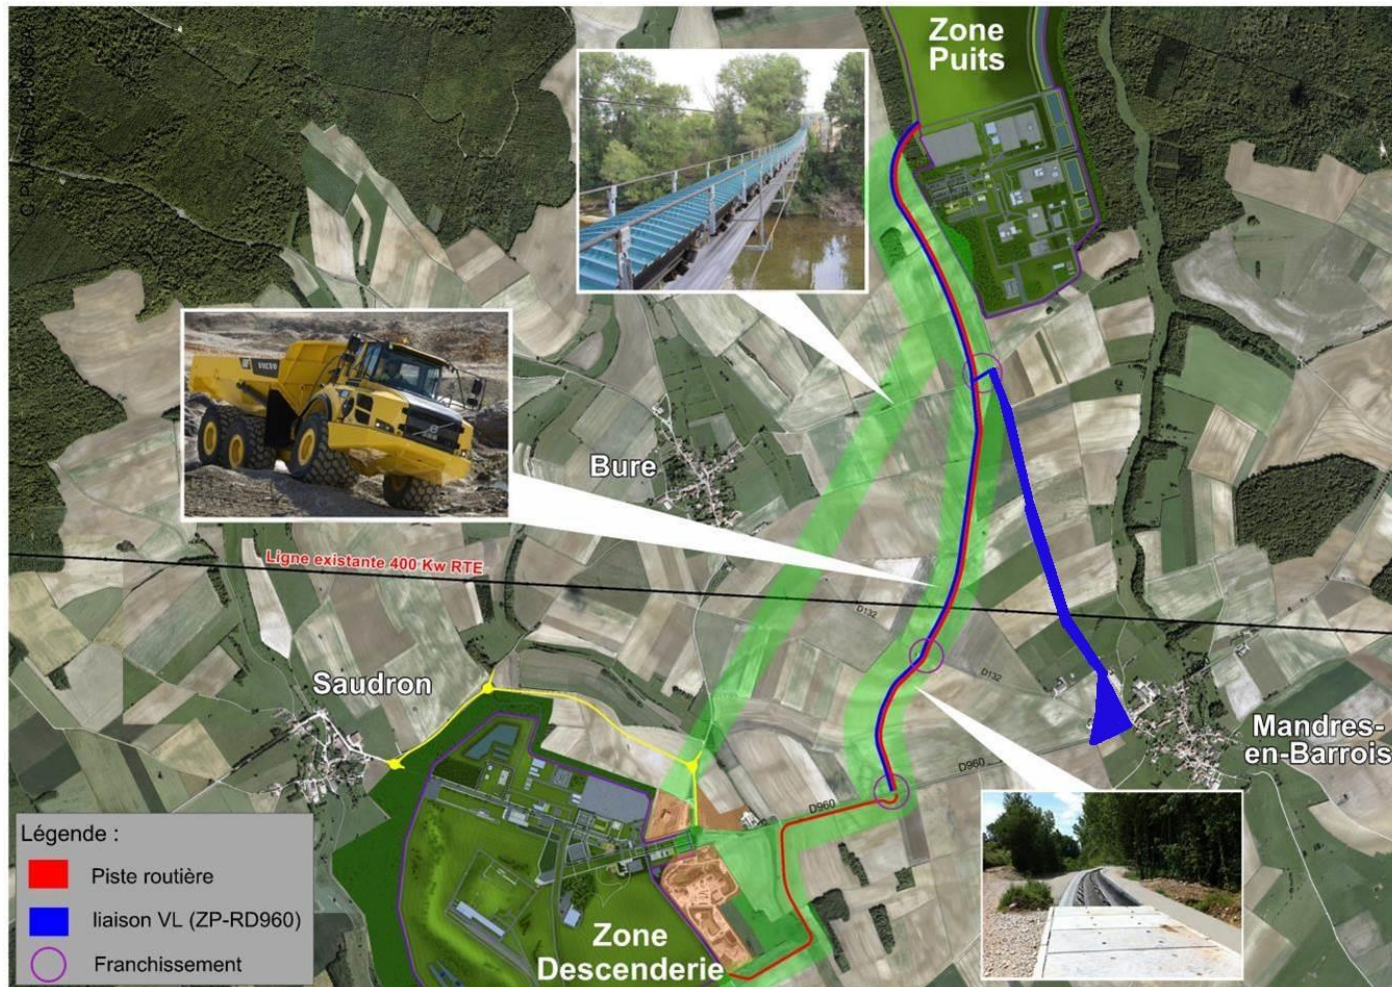 Zone
Puits
VOLVO
Bure
Ligne existante 400 Kw RTE
D132
D132
Saudron
Mandres-
en-Barrois
D960
D960
Légende :
Piste routière
liaison VL (ZP-RD960)
Franchissement
Zone
Descenderie